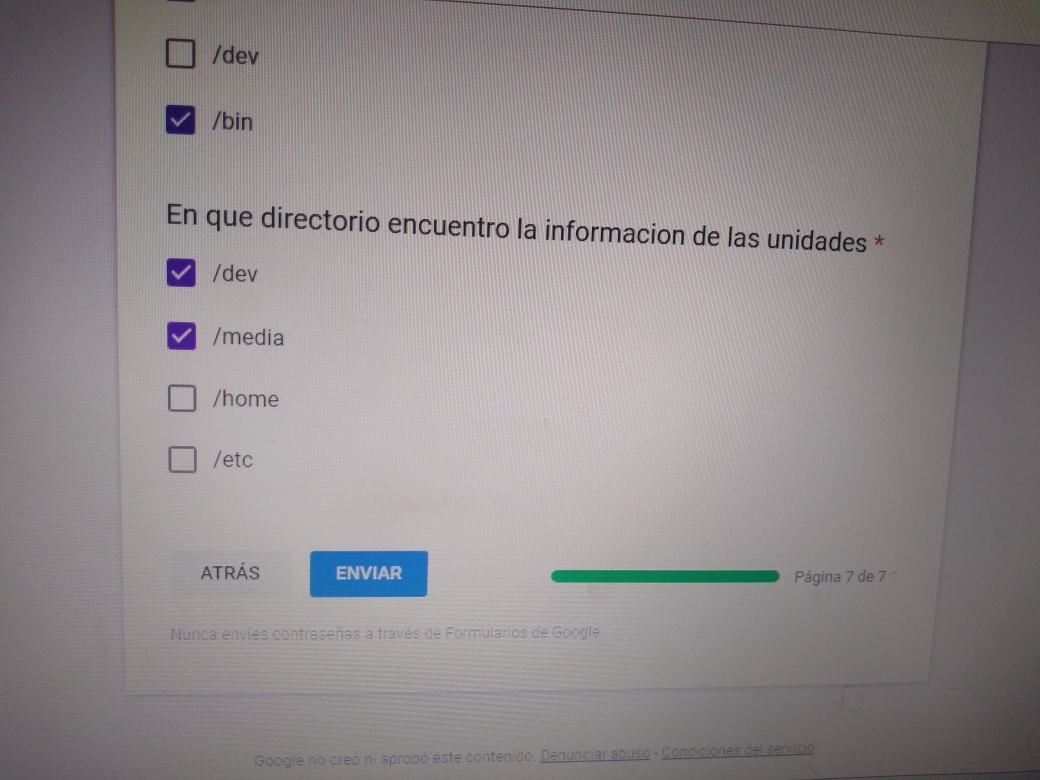 /dev
/bin
En que directorio encuentro la informacion de las unidades *
/dev
/media
/home
/etc
ATRÁS
ENVIAR
Página 7 de 7
Nunca envíes contraseñas a través de Formularios de Google
Google no creó ni aprobó este contenido. Denunciar abuso - Condiciones del servicio